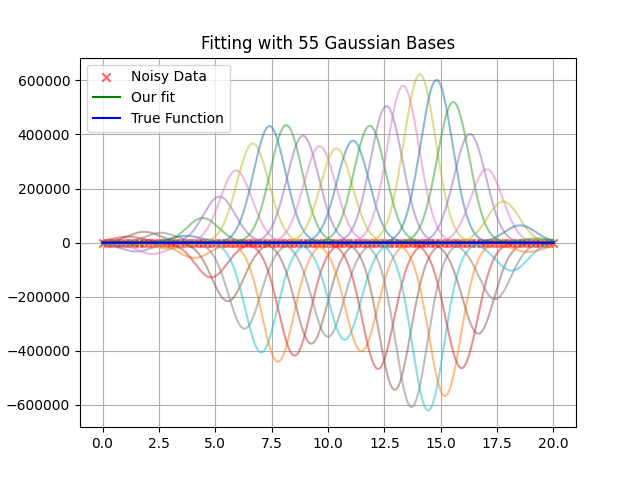 Fitting with 55 Gaussian Bases
Noisy Data
Our fit
True Function
600000
400000
200000
0
−200000
−400000
−600000
0.0 2.5 5.0 7.5 10.0 12.5 15.0 17.5 20.0